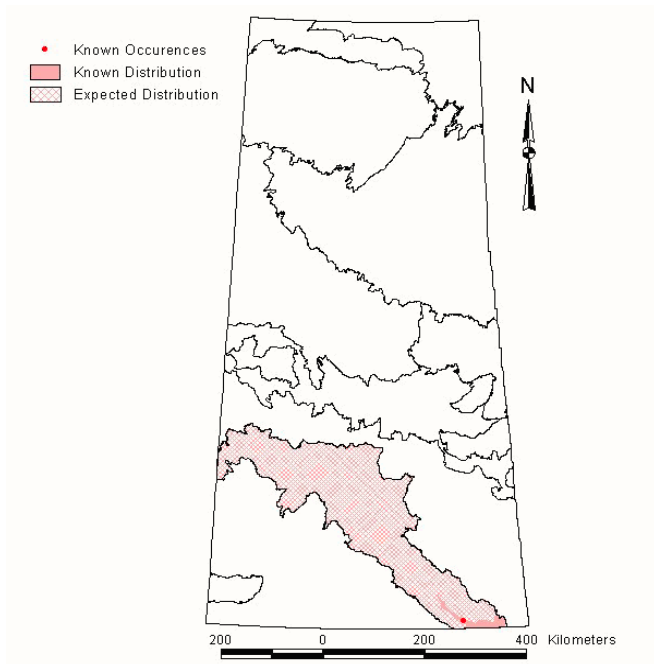 Known Occurences
Known Distribution
Expected Distribution
N
200 0 200 400 Kilometers